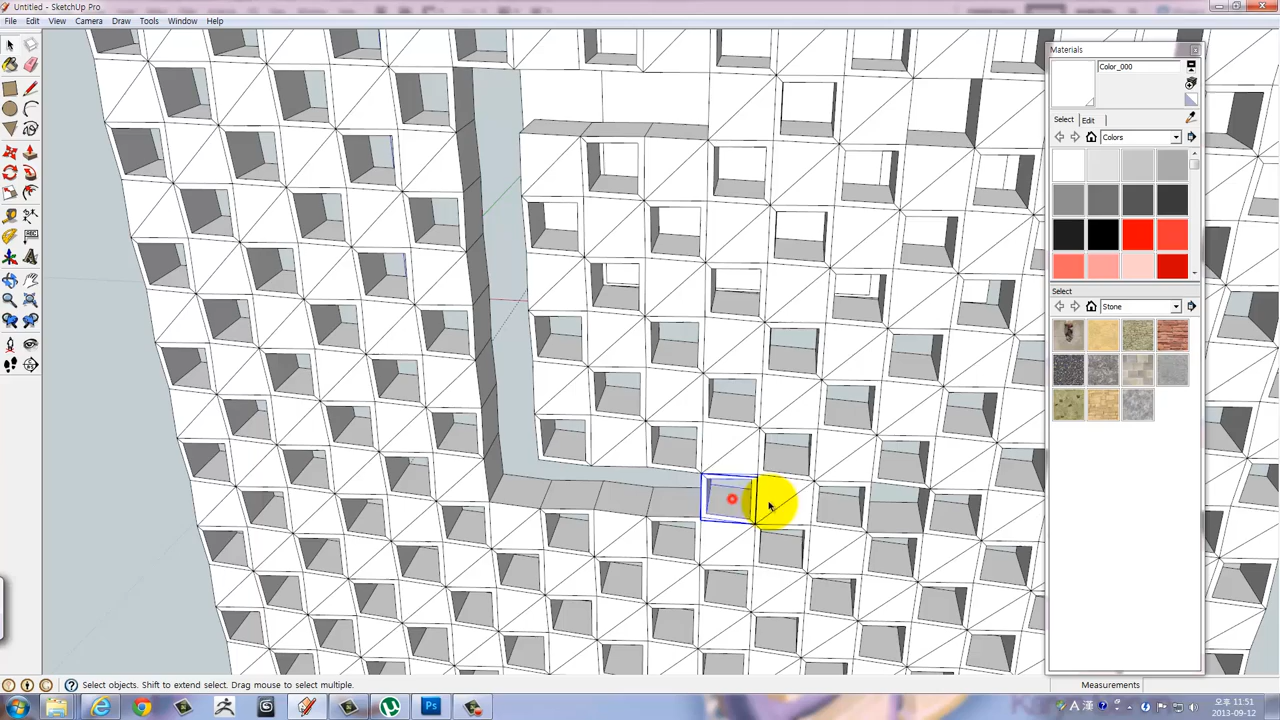 Untitled - SketchUp Pro
File Edit View Camera Draw Tools Window Help
Materials
Color_000
Select Edit
Colors
Select
Stone
Select objects. Shift to extend select. Drag mouse to select multiple.
Measurements
A 漢
오후 11:51
2013-09-12